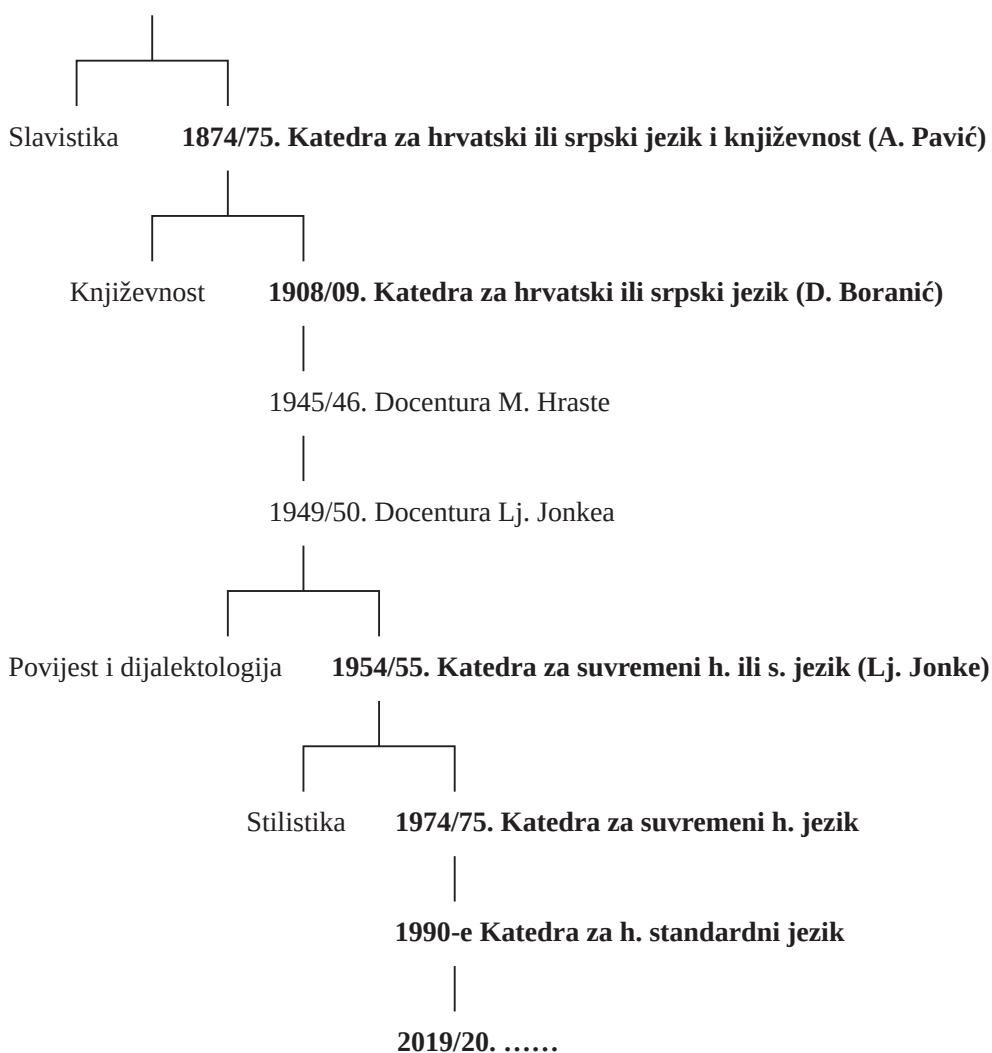 Slavistika 1874/75. Katedra za hrvatski ili srpski jezik i književnost (A. Pavić)
Književnost 1908/09. Katedra za hrvatski ili srpski jezik (D. Boranić)
1945/46. Docentura M. Hraste
1949/50. Docentura Lj. Jonkea
Povijest i dijalektologija 1954/55. Katedra za suvremeni h. ili s. jezik (Lj. Jonke)
Stilistika 1974/75. Katedra za suvremeni h. jezik
1990-e Katedra za h. standardni jezik
2019/20. ……